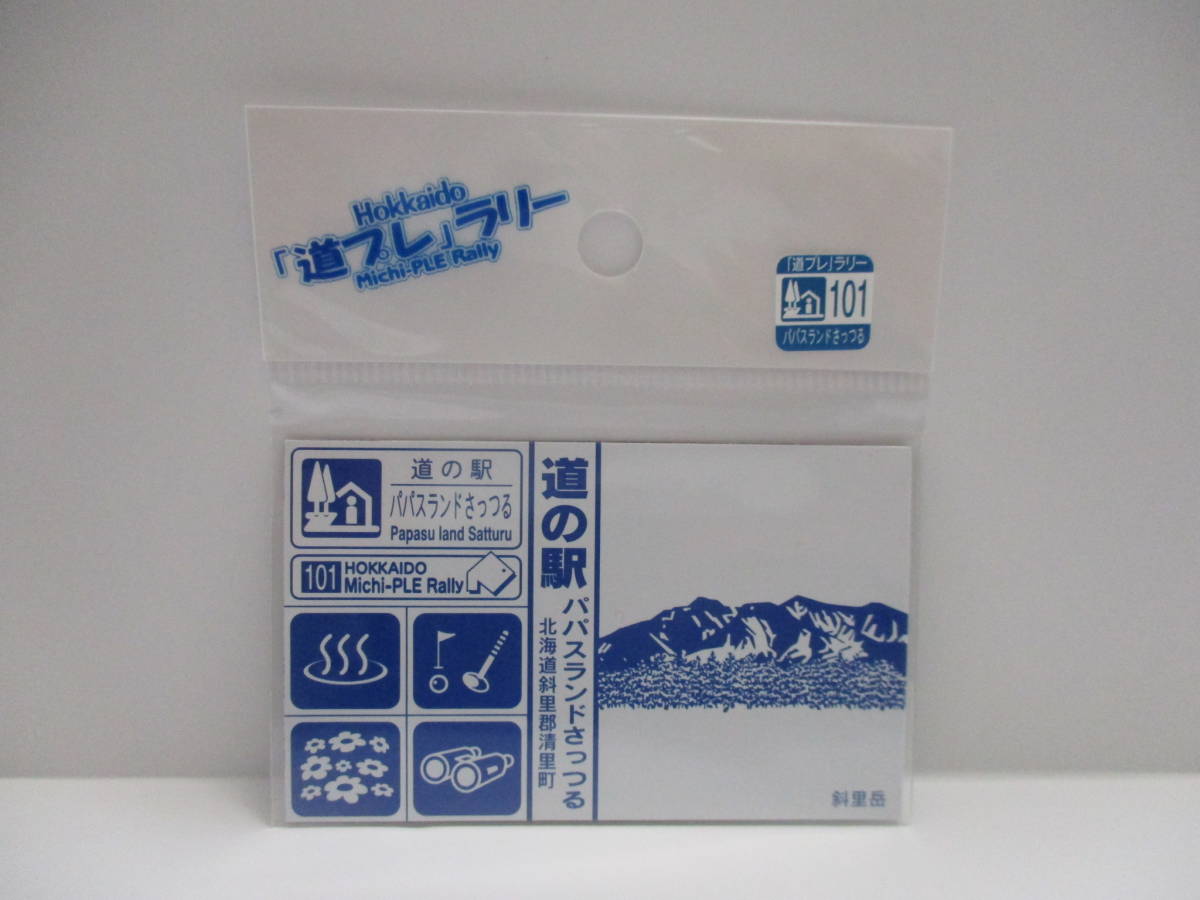 Hokkaido
「道プレ」ラリー
Michi-PLE Rally
「道プレ」ラリー
101
パパスランドさっつる
道の駅
パパスランドさっつる
Papasu land Satturu
101
HOKKAIDO
Michi-PLE Rally
道の駅 パパスランドさっつる
北海道斜里郡清里町
斜里岳